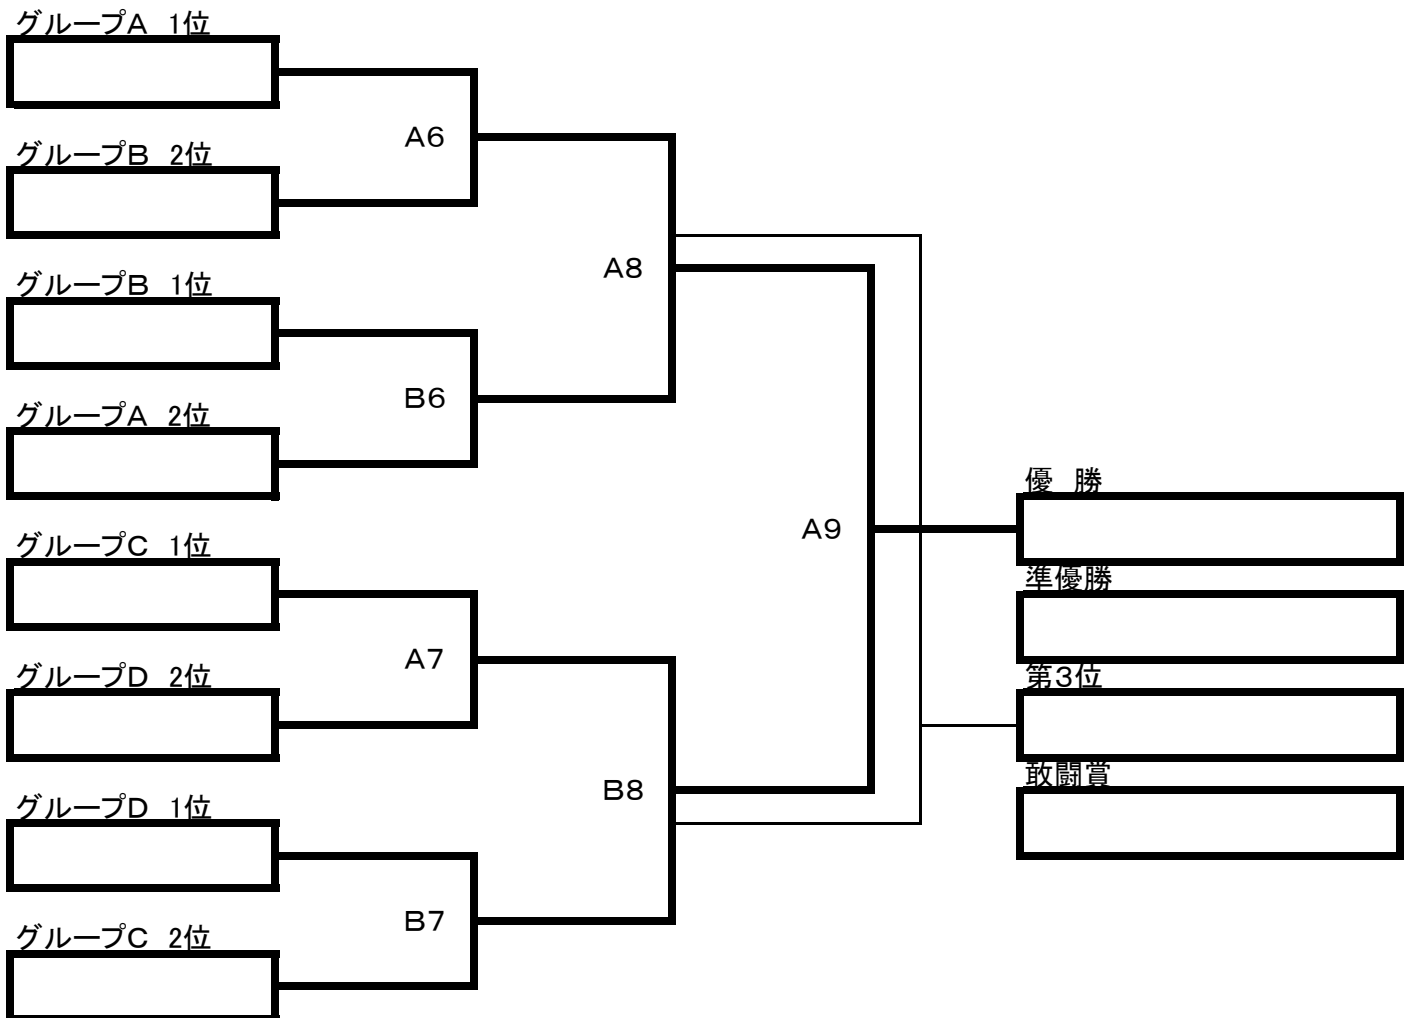 グループA 1位
A6
グループB 2位
A8
グループB 1位
B6
グループA 2位
優 勝
A9
グループC 1位
準優勝
A7
グループD 2位
第3位
敢闘賞
B8
グループD 1位
B7
グループC 2位